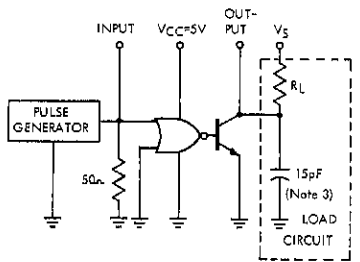 INPUT
VCC=5V
OUT-
PUT
VS
RL
PULSE
GENERATOR
50Ω
15pF
(Note 3)
LOAD
CIRCUIT